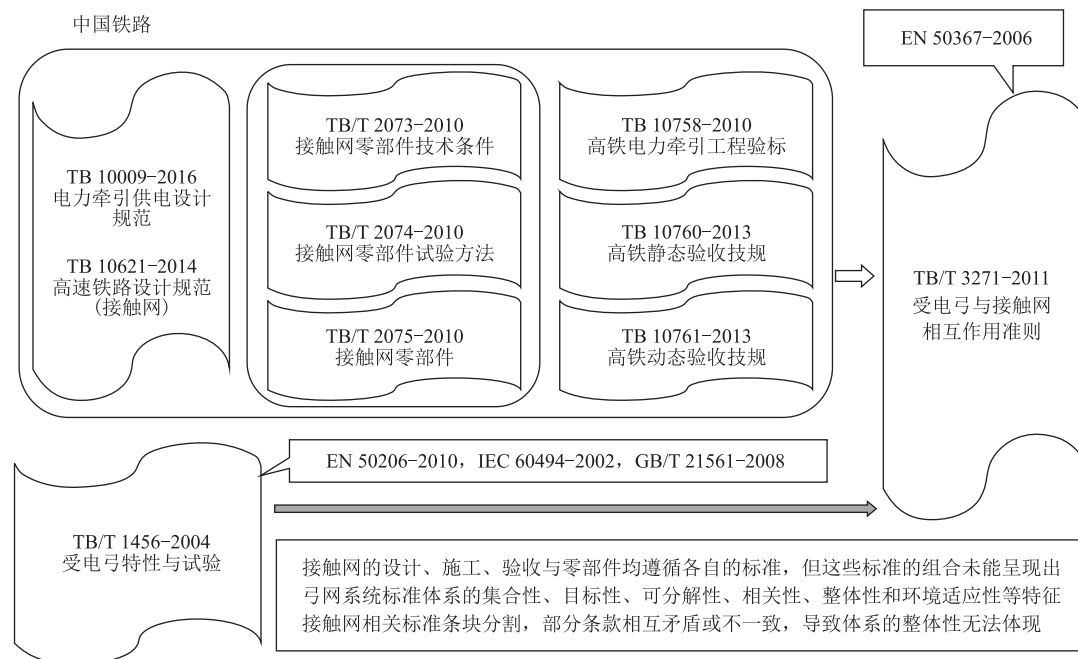 中国铁路
EN 50367-2006
TB 10009-2016
电力牵引供电设计
规范
TB 10621-2014
高速铁路设计规范
(接触网)
TB/T 2073-2010
接触网零部件技术条件
TB/T 2074-2010
接触网零部件试验方法
TB/T 2075-2010
接触网零部件
TB 10758-2010
高铁电力牵引工程验标
TB 10760-2013
高铁静态验收技规
TB 10761-2013
高铁动态验收技规
TB/T 3271-2011
受电弓与接触网
相互作用准则
EN 50206-2010，IEC 60494-2002，GB/T 21561-2008
TB/T 1456-2004
受电弓特性与试验
接触网的设计、施工、验收与零部件均遵循各自的标准，但这些标准的组合未能呈现出
弓网系统标准体系的集合性、目标性、可分解性、相关性、整体性和环境适应性等特征
接触网相关标准条块分割，部分条款相互矛盾或不一致，导致体系的整体性无法体现